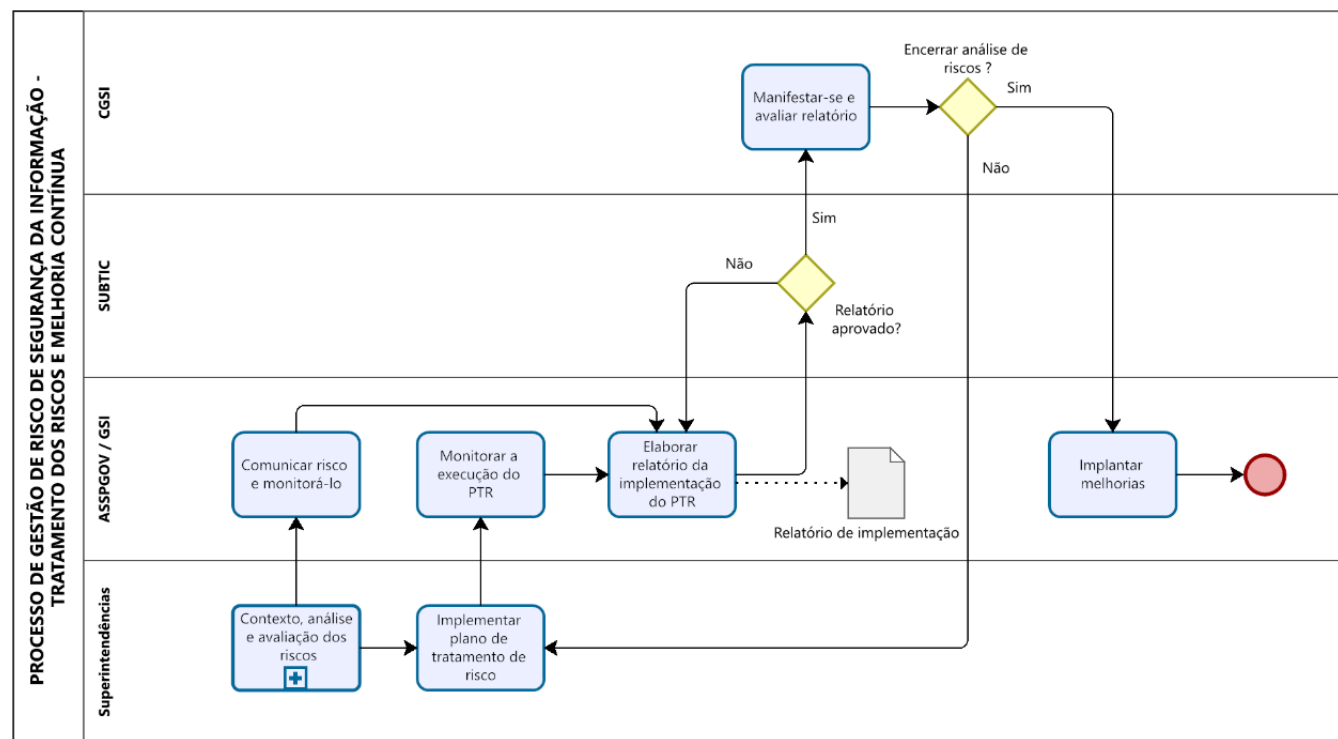 PROCESSO DE GESTÃO DE RISCO DE SEGURANÇA DA INFORMAÇÃO -
TRATAMENTO DOS RISCOS E MELHORIA CONTÍNUA
CGSI
Manifestar-se e
avaliar relatório
Encerrar análise de
riscos ?
Sim
Não
SUBTIC
Sim
Não
Relatório
aprovado?
ASSPGOV / GSI
Comunicar risco
e monitorá-lo
Monitorar a
execução do
PTR
Elaborar
relatório da
implementação
do PTR
Relatório de implementação
Implantar
melhorias
Superintendências
Contexto, análise
e avaliação dos
riscos
Implementar
plano de
tratamento de
risco